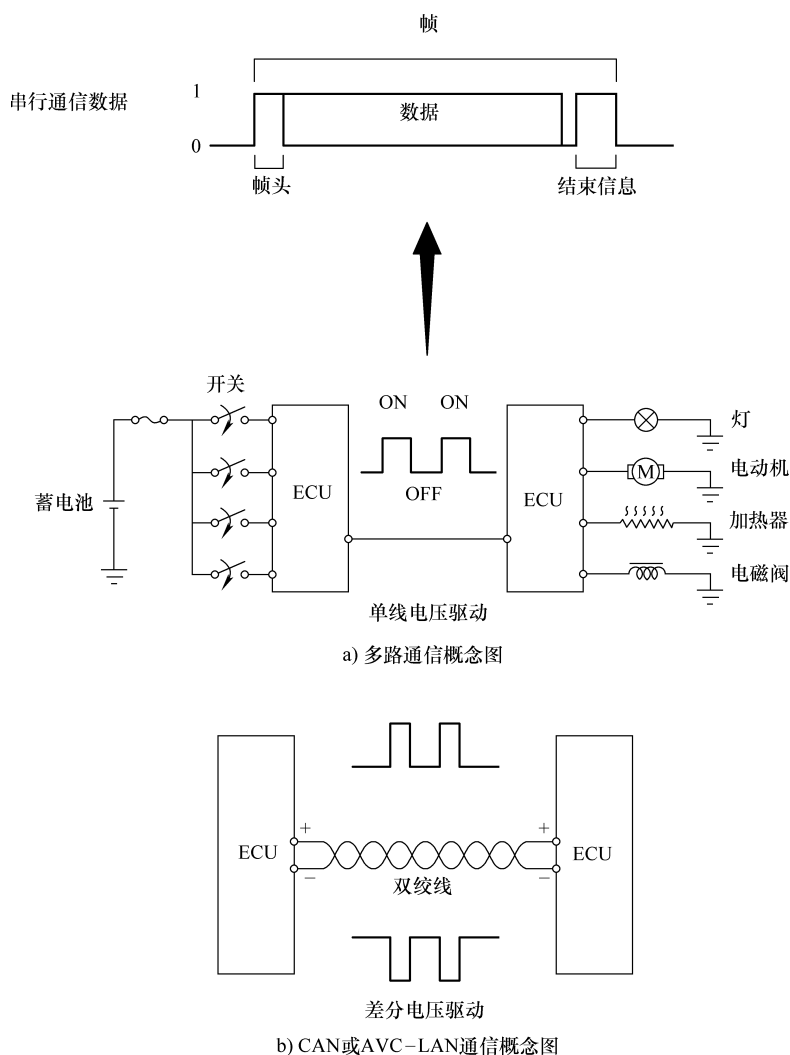 帧
串行通信数据
1
数据
0
帧头
结束信息
开关
ON ON
灯
电动机
M
ECU
OFF
ECU
蓄电池
加热器
电磁阀
单线电压驱动
a) 多路通信概念图
+ +
ECU
ECU
− −
双绞线
差分电压驱动
b) CAN或AVC-LAN通信概念图